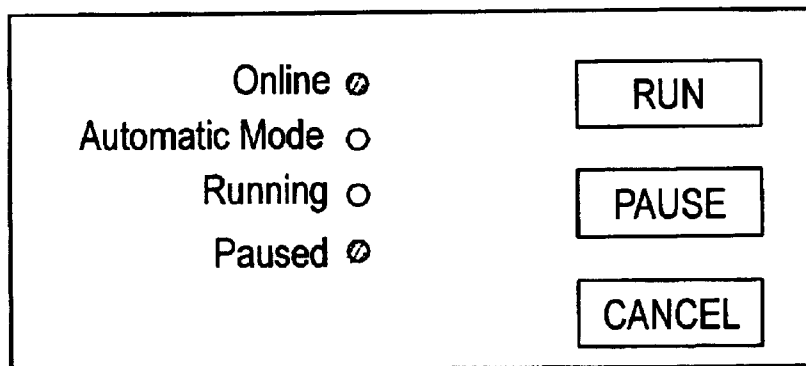 Online
Automatic Mode
Running
Paused
RUN
PAUSE
CANCEL